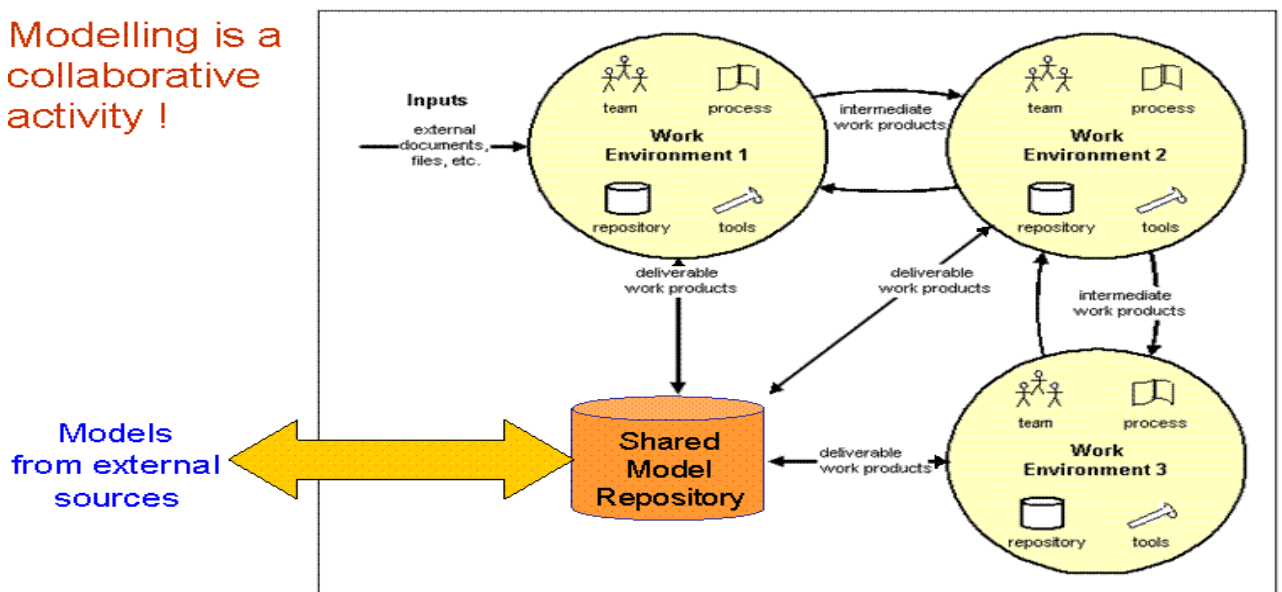 Modelling is a
collaborative
activity !
Inputs
external
documents,
files, etc.
team
process
Work
Environment 1
repository
tools
intermediate
work products
team
process
Work
Environment 2
repository
tools
deliverable
work products
deliverable
work products
intermediate
work products
Models
from external
sources
Shared
Model
Repository
deliverable
work products
team
process
Work
Environment 3
repository
tools